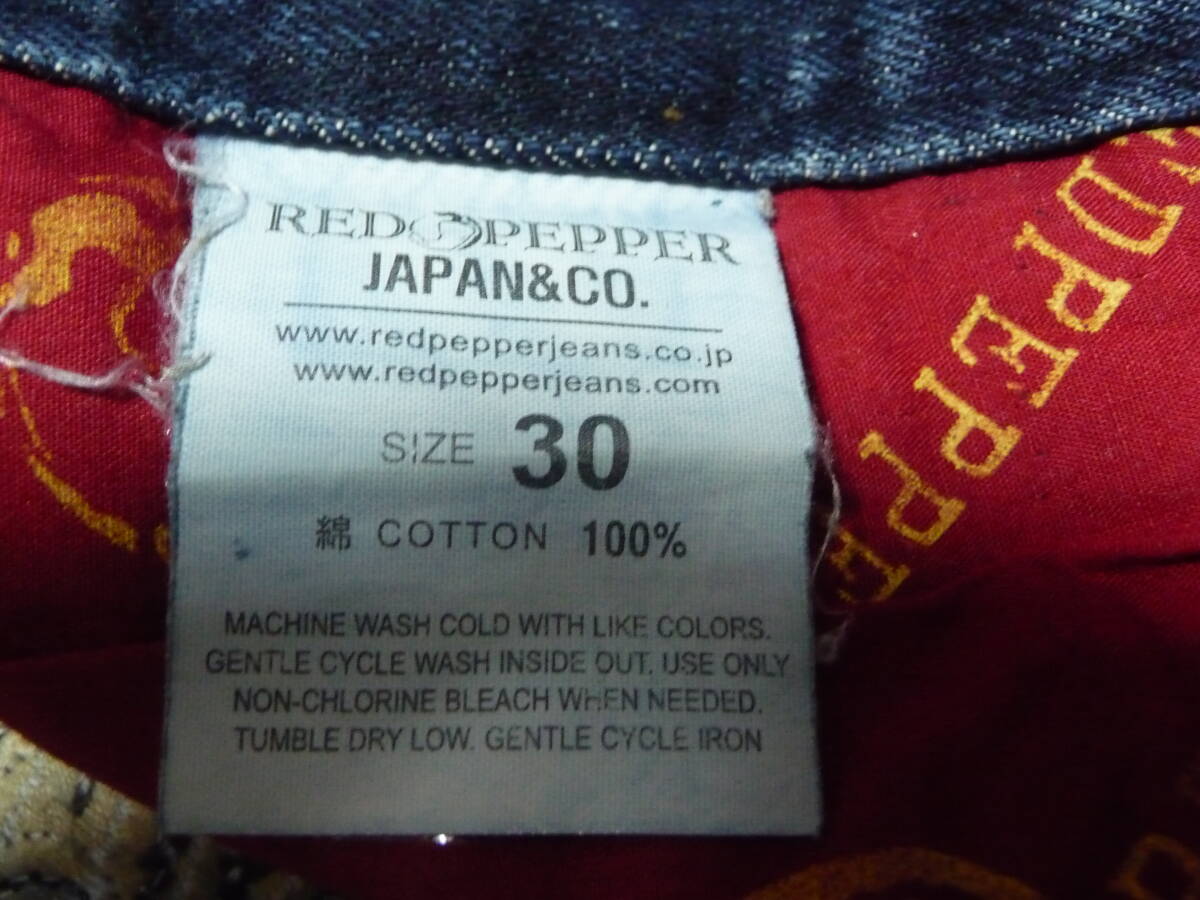 RED PEPPER
JAPAN&CO.
www.redpepperjeans.co.jp
www.redpepperjeans.com
SIZE 30
綿 COTTON 100%
MACHINE WASH COLD WITH LIKE COLORS.
GENTLE CYCLE WASH INSIDE OUT. USE ONLY
NON-CHLORINE BLEACH WHEN NEEDED.
TUMBLE DRY LOW. GENTLE CYCLE IRON
EDPEPPE